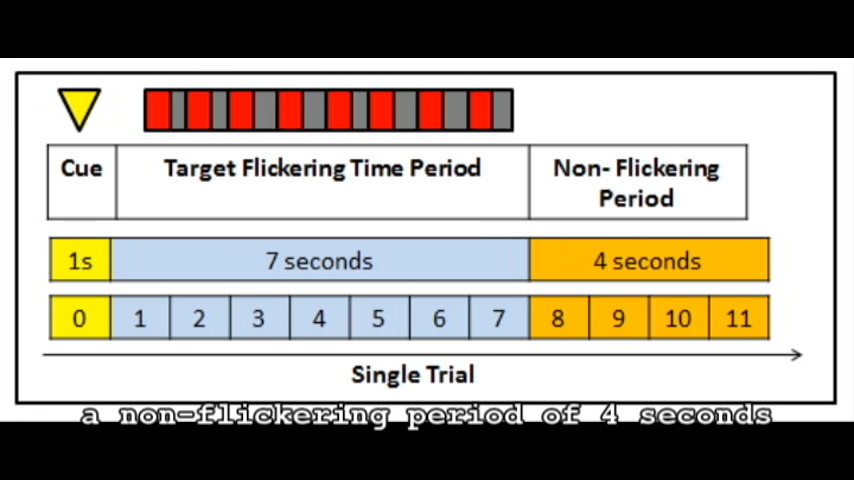 Cue Target Flickering Time Period Non- Flickering
Period
1s 7 seconds 4 seconds
0 1 2 3 4 5 6 7 8 9 10 11
Single Trial
a non-flickering period of 4 seconds